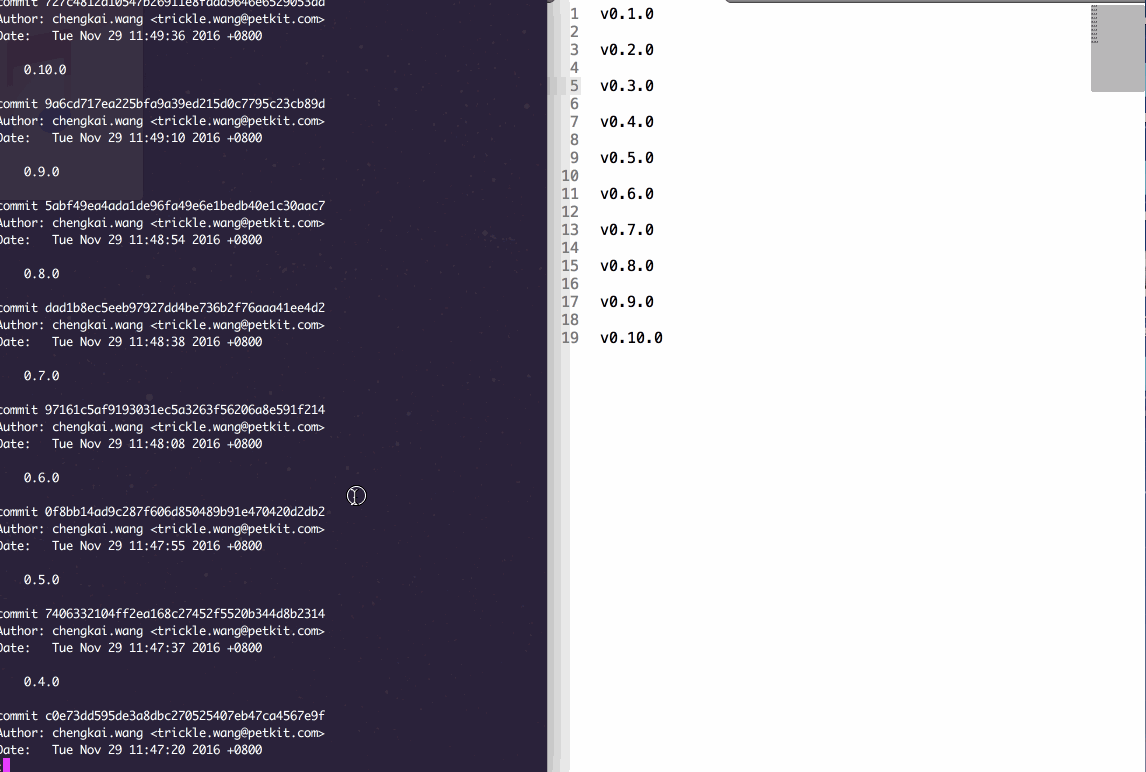 commit 727c4812a10547b26911e8fadd9646e6529053dd
Author: chengkai.wang <trickle.wang@petkit.com>
Date:   Tue Nov 29 11:49:36 2016 +0800
0.10.0
commit 9a6cd717ea225bfa9a39ed215d0c7795c23cb89d
Author: chengkai.wang <trickle.wang@petkit.com>
Date:   Tue Nov 29 11:49:10 2016 +0800
0.9.0
commit 5abf49ea4ada1de96fa49e6e1bedb40e1c30aac7
Author: chengkai.wang <trickle.wang@petkit.com>
Date:   Tue Nov 29 11:48:54 2016 +0800
0.8.0
commit dad1b8ec5eeb97927dd4be736b2f76aaa41ee4d2
Author: chengkai.wang <trickle.wang@petkit.com>
Date:   Tue Nov 29 11:48:38 2016 +0800
0.7.0
commit 97161c5af9193031ec5a3263f56206a8e591f214
Author: chengkai.wang <trickle.wang@petkit.com>
Date:   Tue Nov 29 11:48:08 2016 +0800
0.6.0
commit 0f8bb14ad9c287f606d850489b91e470420d2db2
Author: chengkai.wang <trickle.wang@petkit.com>
Date:   Tue Nov 29 11:47:55 2016 +0800
0.5.0
commit 7406332104ff2ea168c27452f5520b344d8b2314
Author: chengkai.wang <trickle.wang@petkit.com>
Date:   Tue Nov 29 11:47:37 2016 +0800
0.4.0
commit c0e73dd595de3a8dbc270525407eb47ca4567e9f
Author: chengkai.wang <trickle.wang@petkit.com>
Date:   Tue Nov 29 11:47:20 2016 +0800
:
1 v0.1.0
2
3 v0.2.0
4
5 v0.3.0
6
7 v0.4.0
8
9 v0.5.0
10
11 v0.6.0
12
13 v0.7.0
14
15 v0.8.0
16
17 v0.9.0
18
19 v0.10.0